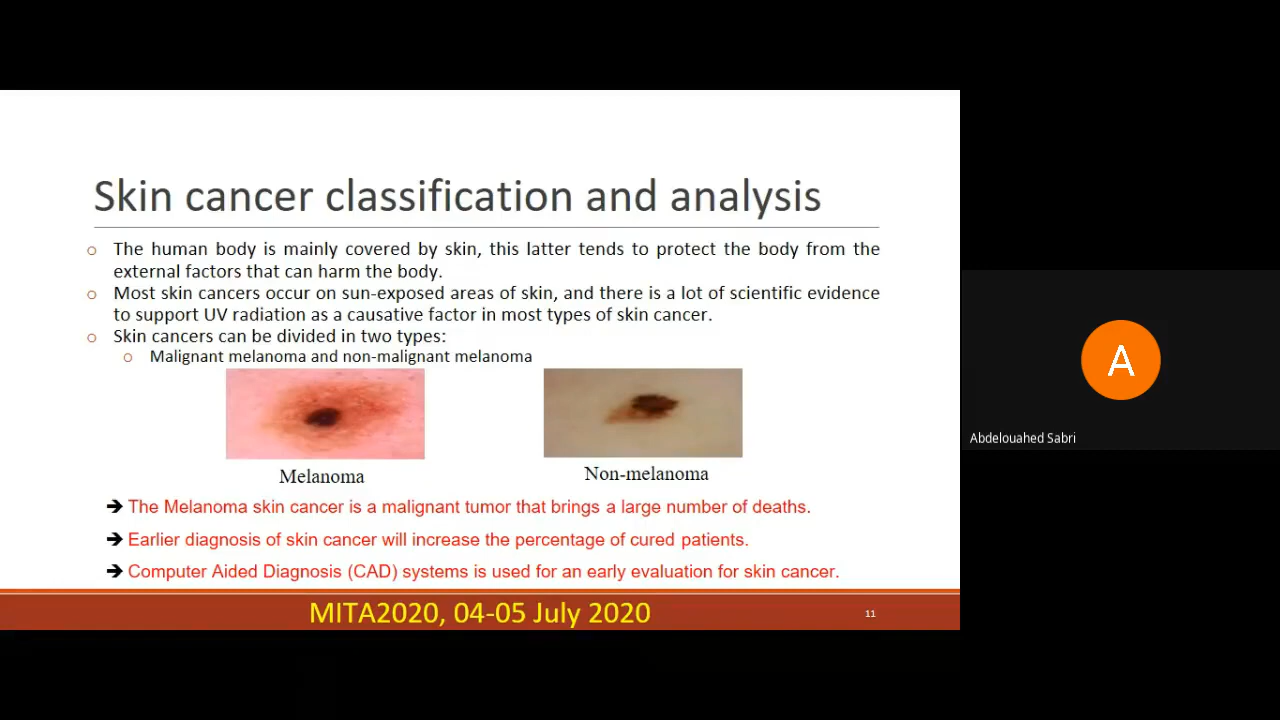 Skin cancer classification and analysis
The human body is mainly covered by skin, this latter tends to protect the body from the
external factors that can harm the body.
Most skin cancers occur on sun-exposed areas of skin, and there is a lot of scientific evidence
to support UV radiation as a causative factor in most types of skin cancer.
Skin cancers can be divided in two types:
Malignant melanoma and non-malignant melanoma
Melanoma
Non-melanoma
The Melanoma skin cancer is a malignant tumor that brings a large number of deaths.
Earlier diagnosis of skin cancer will increase the percentage of cured patients.
Computer Aided Diagnosis (CAD) systems is used for an early evaluation for skin cancer.
MITA2020, 04-05 July 2020
11
A
Abdelouahed Sabri